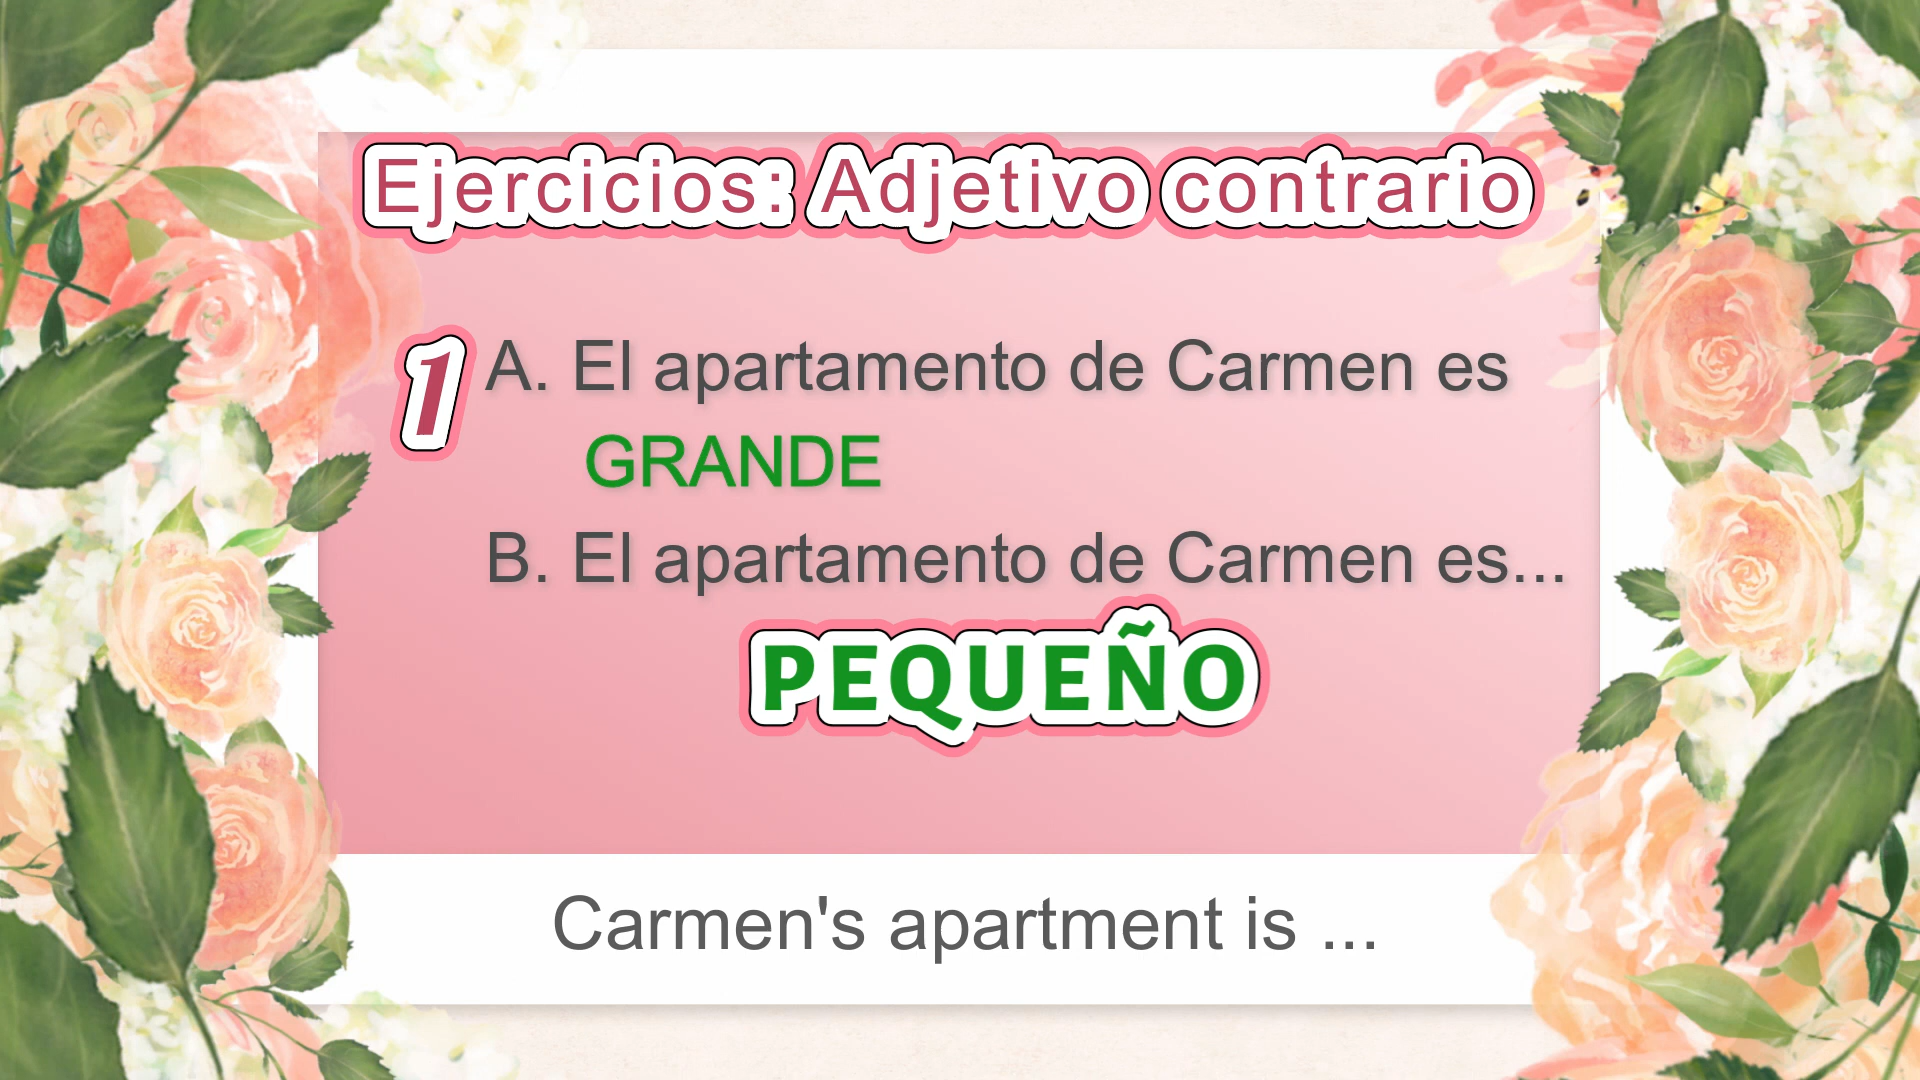 Ejercicios: Adjetivo contrario
1 A. El apartamento de Carmen es
GRANDE
B. El apartamento de Carmen es...
PEQUEÑO
Carmen's apartment is ...